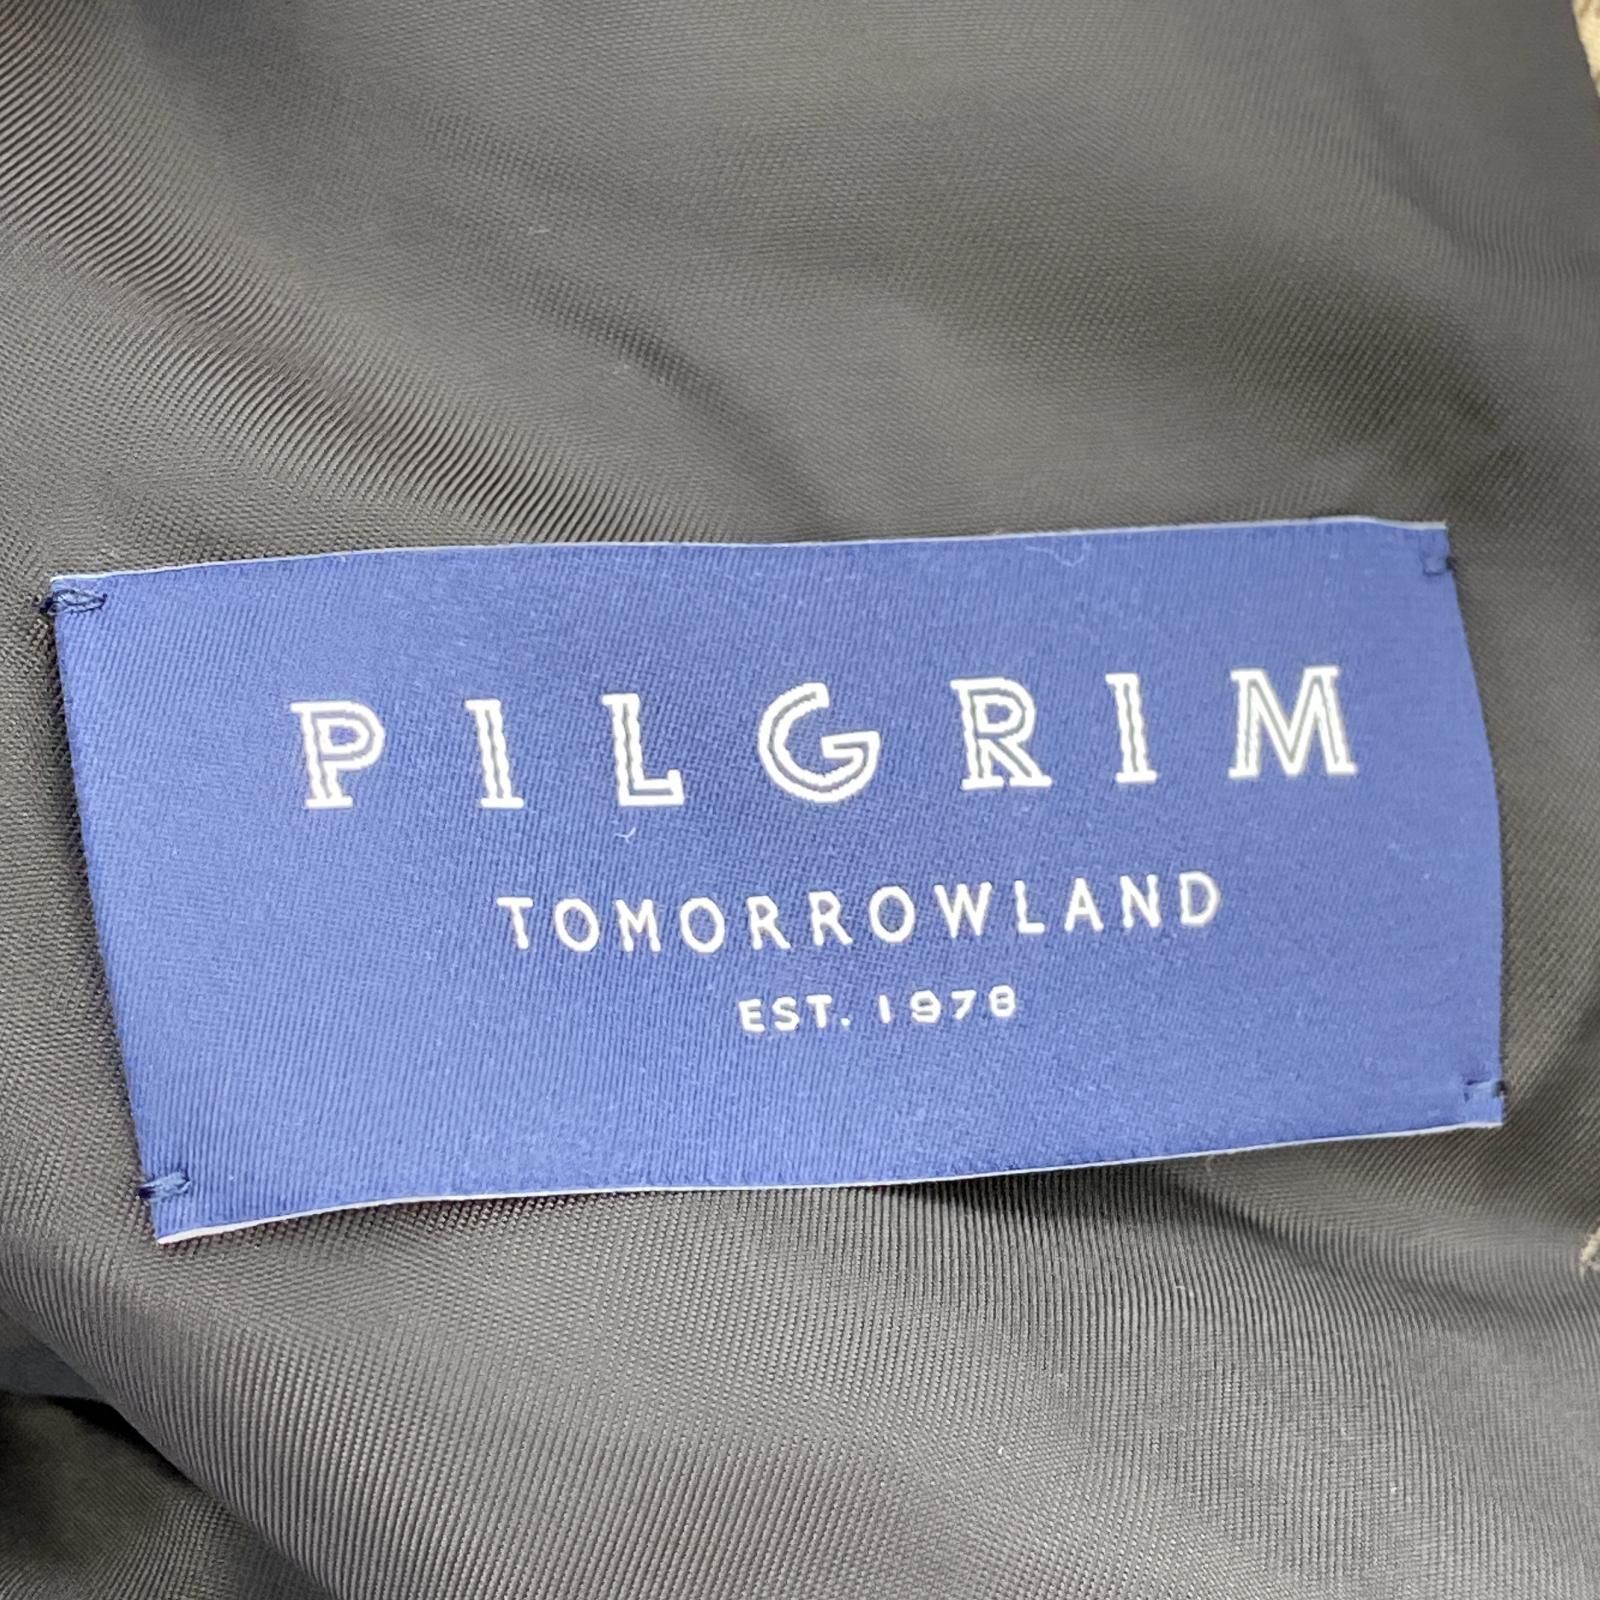 PILGRIM
TOMORROWLAND
EST. 1978